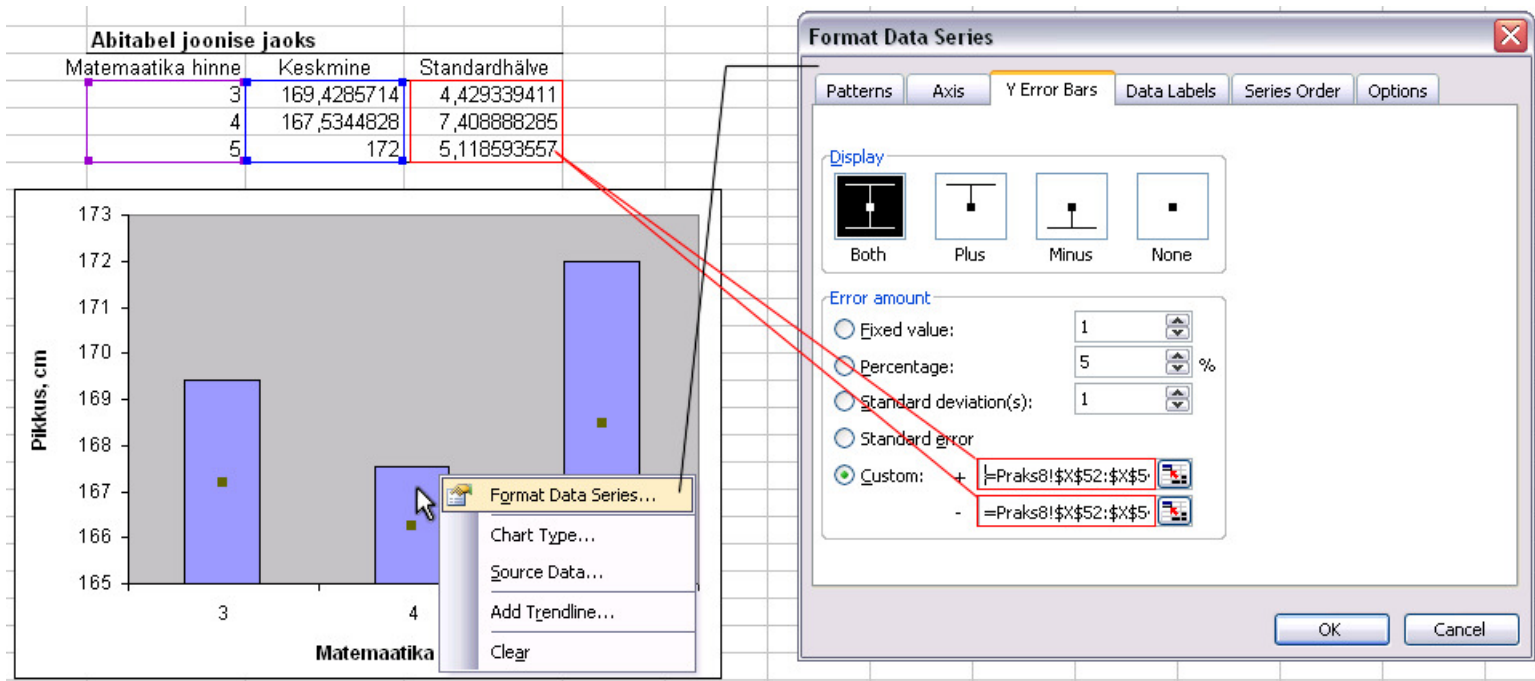 Abitabel joonise jaoks
Matemaatika hinne Keskmine Standardhälve
3 169,4285714 4,429339411
4 167,5344828 7,408888285
5 172 5,118593557
173
172
171
170
169
168
167
166
165
Pikkus, cm
3 4
Matemaatika
Format Data Series...
Chart Type...
Source Data...
Add Trendline...
Clear
Format Data Series
Patterns Axis Y Error Bars Data Labels Series Order Options
Display
Both Plus Minus None
Error amount
Fixed value: 1
Percentage: 5 %
Standard deviation(s): 1
Standard error
Custom: + =Praks8!$X$52:$X$5
- =Praks8!$X$52:$X$5
OK Cancel